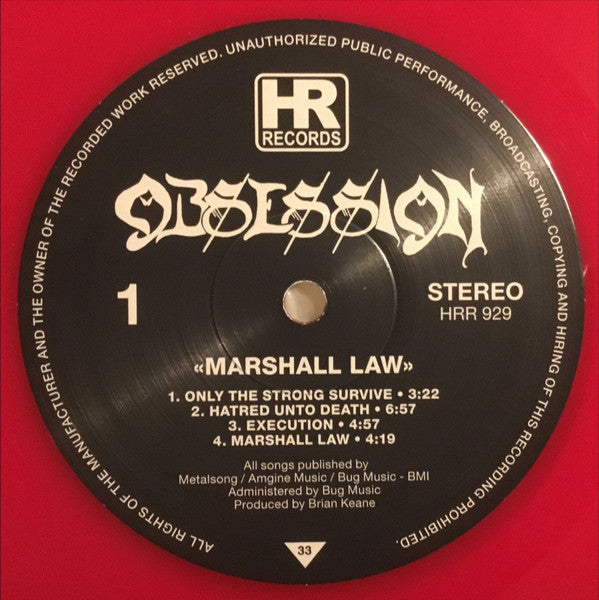 ALL RIGHTS OF THE MANUFACTURER AND THE OWNER OF THE RECORDED WORK RESERVED. UNAUTHORIZED PUBLIC PERFORMANCE, BROADCASTING, COPYING AND HIRING OF THIS RECORDING PROHIBITED.
HR
RECORDS
OBSESSION
1
STEREO
HRR 929
«MARSHALL LAW»
1. ONLY THE STRONG SURVIVE • 3:22
2. HATRED UNTO DEATH • 6:57
3. EXECUTION • 4:57
4. MARSHALL LAW • 4:19
All songs published by
Metalsong / Amgine Music / Bug Music - BMI
Administered by Bug Music
Produced by Brian Keane
33